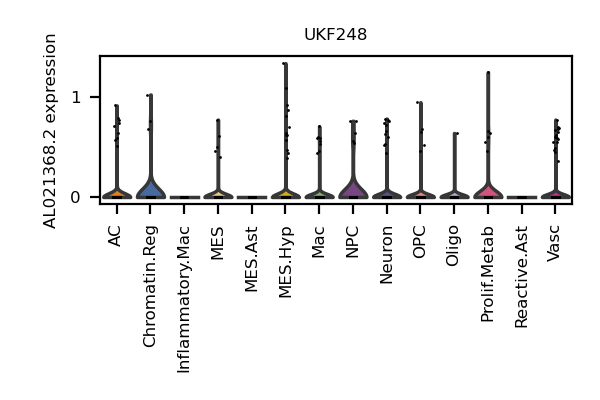 UKF248
AL021368.2 expression
1
0
AC
Chromatin.Reg
Inflammatory.Mac
MES
MES.Ast
MES.Hyp
Mac
NPC
Neuron
OPC
Oligo
Prolif.Metab
Reactive.Ast
Vasc